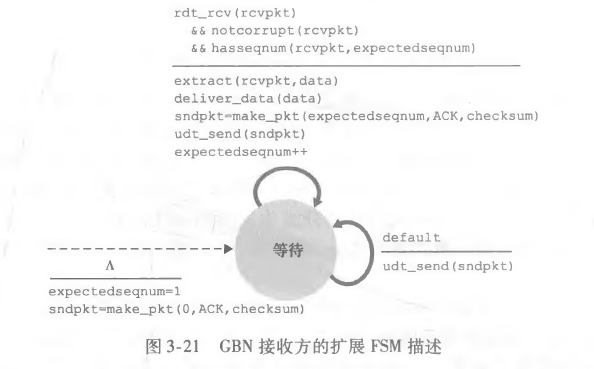 rdt_rcv(rcvpkt)
&& notcorrupt(rcvpkt)
&& hasseqnum(rcvpkt,expectedseqnum)
extract(rcvpkt,data)
deliver_data(data)
sndpkt=make_pkt(expectedseqnum,ACK,checksum)
udt_send(sndpkt)
expectedseqnum++
等待
default
udt_send(sndpkt)
Λ
expectedseqnum=1
sndpkt=make_pkt(0,ACK,checksum)
图 3-21 GBN 接收方的扩展 FSM 描述